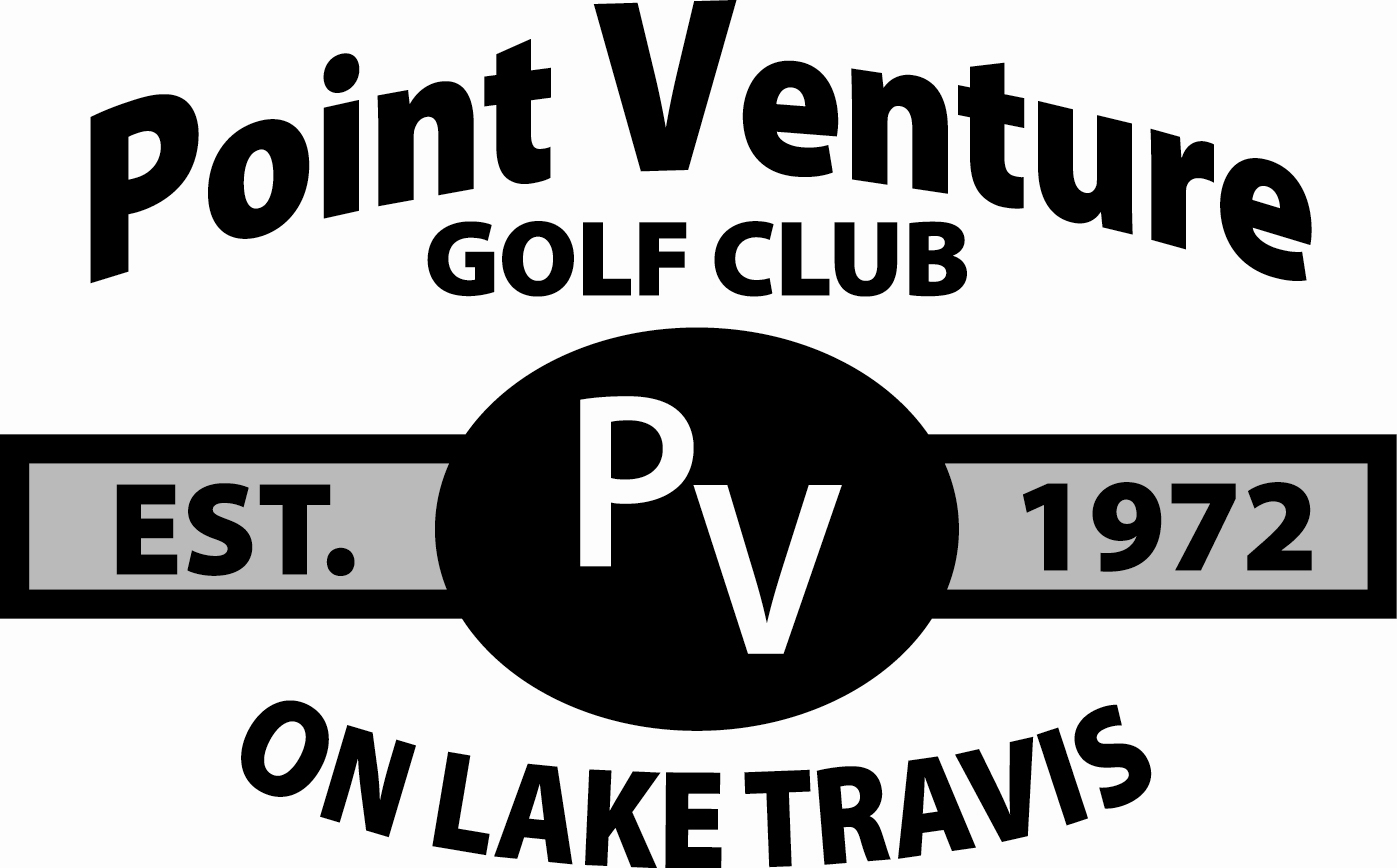 Point Venture
GOLF CLUB
PV
EST. 1972
ON LAKE TRAVIS